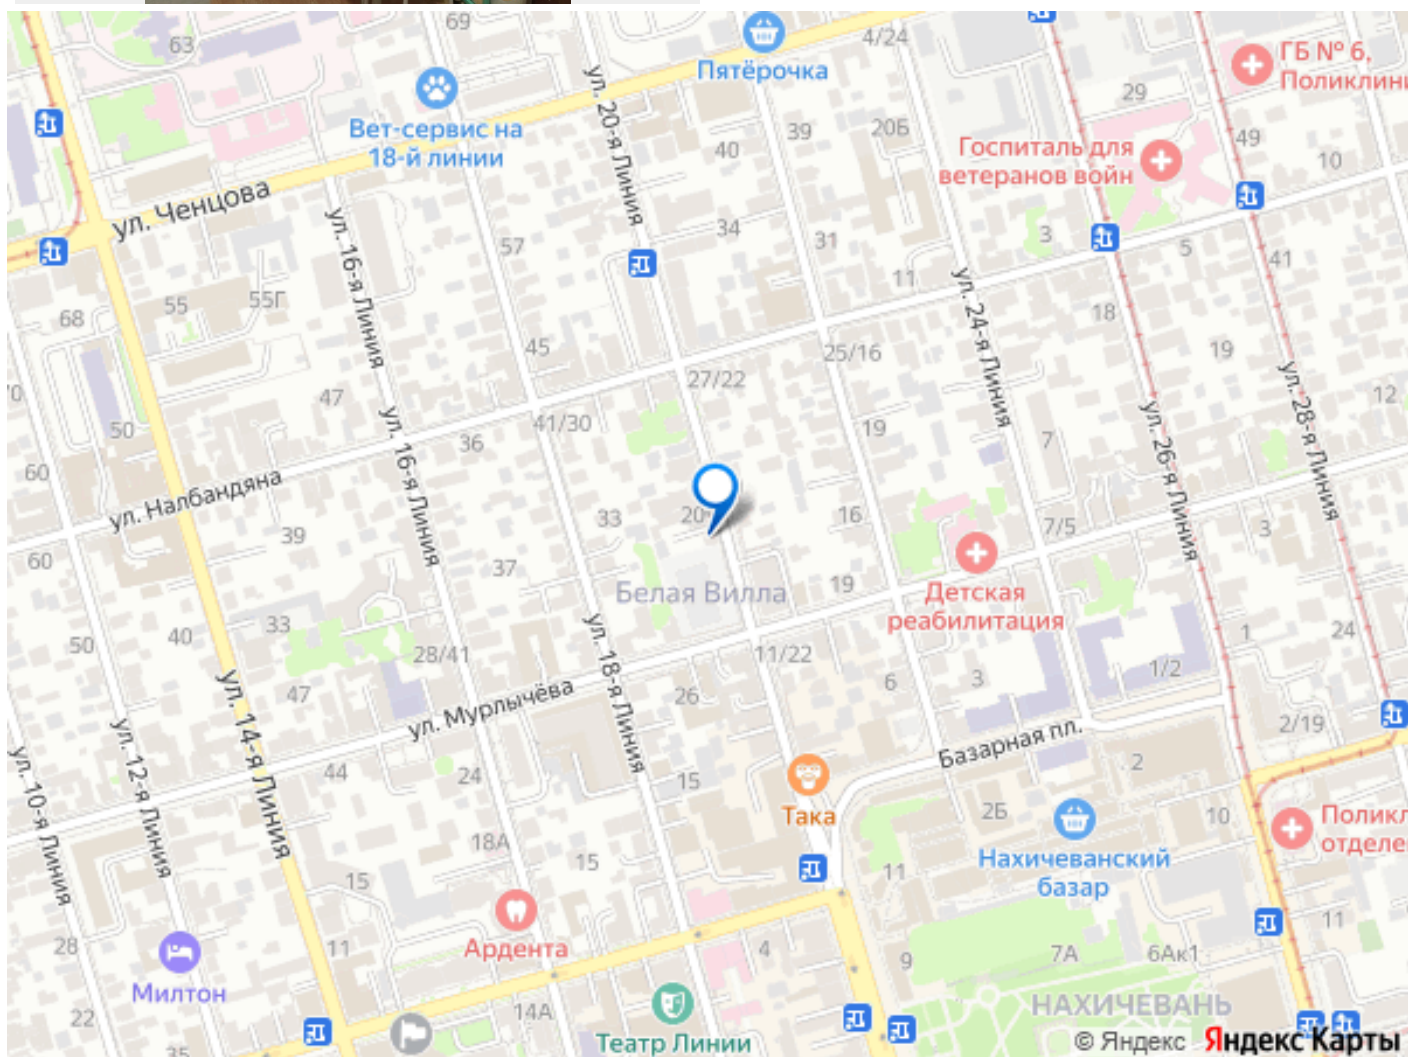 69
63
4/24
ГБ № 6,
Поликлини
Пятёрочка
ул. 20-я Линия
29
Вет-сервис на
18-й линии
39
20Б
40
49
Госпиталь для
ветеранов войн
10
ул. Ченцова
ул. 16-я Линия
57
34
31
3
5
41
11
ул. 24-я Линия
55
55Г
68
18
45
25/16
19
27/22
47
ул. 16-я Линия
41/30
36
19
7
12
ул. 26-я Линия
ул. 28-я Линия
50
60
ул. Налбандяна
39
33
20
16
7/5
3
60
37
Белая Вилла
19
Детская
реабилитация
40
33
50
28/41
ул. 18-я Линия
11/22
1
24
1/2
47
26
6
3
ул. Мурлычёва
ул. 14-я Линия
ул. 12-я Линия
ул. 10-я Линия
Базарная пл.
2/19
44
24
15
2
Така
2Б
10
Поликл
отделе
18А
15
Нахичеванский
базар
15
11
Ардента
28
11
4
9
7А
6Ак1
11
Милтон
НАХИЧЕВАНЬ
22
14А
35
Театр Линии
© Яндекс Яндекс Карты